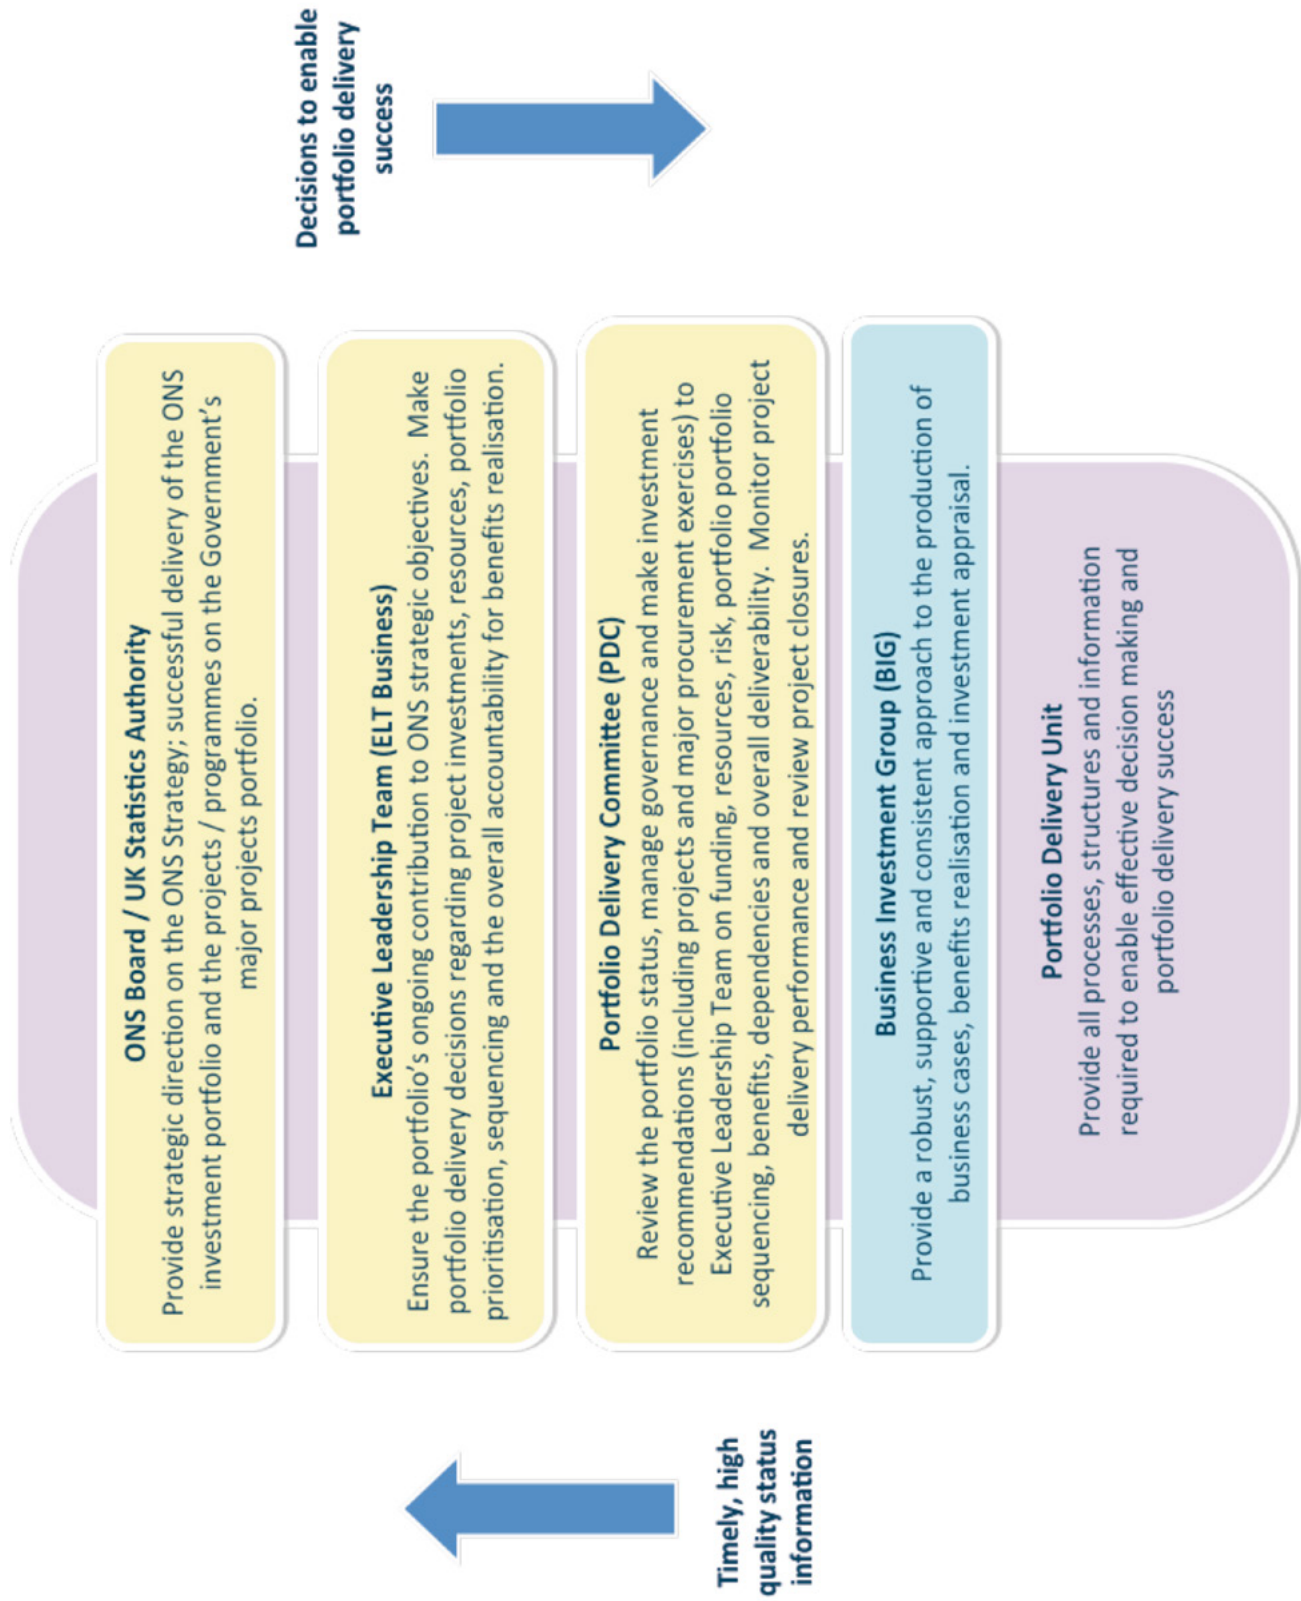 Timely, high
quality status
information
ONS Board / UK Statistics Authority
Provide strategic direction on the ONS Strategy; successful delivery of the ONS
investment portfolio and the projects / programmes on the Government's
major projects portfolio.
Executive Leadership Team (ELT Business)
Ensure the portfolio's ongoing contribution to ONS strategic objectives. Make
portfolio delivery decisions regarding project investments, resources, portfolio
prioritisation, sequencing and the overall accountability for benefits realisation.
Portfolio Delivery Committee (PDC)
Review the portfolio status, manage governance and make investment
recommendations (including projects and major procurement exercises) to
Executive Leadership Team on funding, resources, risk, portfolio portfolio
sequencing, benefits, dependencies and overall deliverability. Monitor project
delivery performance and review project closures.
Business Investment Group (BIG)
Provide a robust, supportive and consistent approach to the production of
business cases, benefits realisation and investment appraisal.
Portfolio Delivery Unit
Provide all processes, structures and information
required to enable effective decision making and
portfolio delivery success
Decisions to enable
portfolio delivery
success